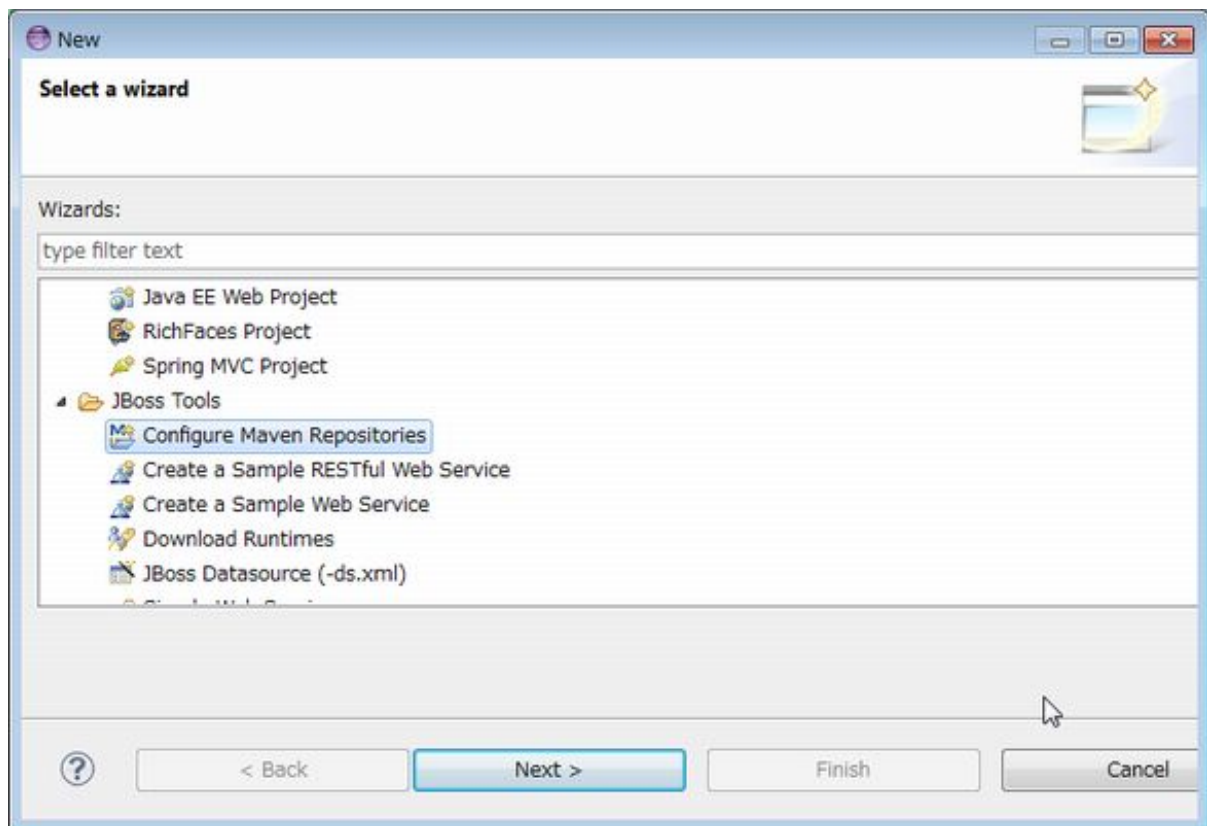 New
Select a wizard
Wizards:
type filter text
Java EE Web Project
RichFaces Project
Spring MVC Project
JBoss Tools
Configure Maven Repositories
Create a Sample RESTful Web Service
Create a Sample Web Service
Download Runtimes
JBoss Datasource (-ds.xml)
< Back Next > Finish Cancel